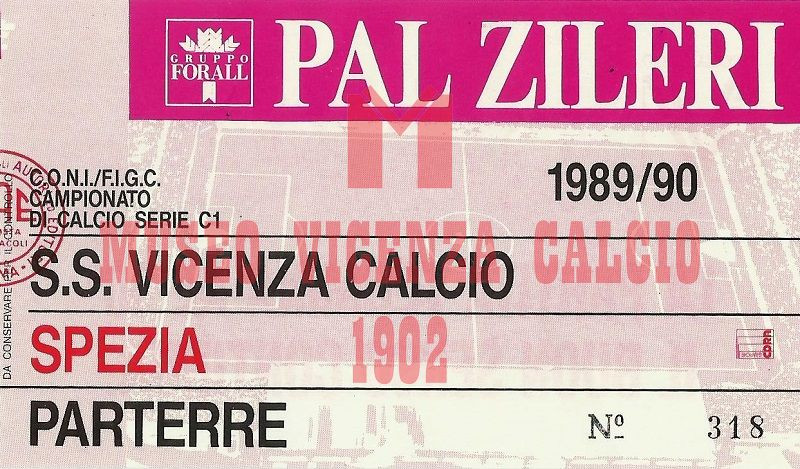 GRUPPO
FORALL
PAL ZILERI
M
C.O.N.I./F.I.G.C.
CAMPIONATO
DI CALCIO SERIE C1
1989/90
MUSEO VICENZA CALCIO
1902
S.S. VICENZA CALCIO
SPEZIA
PARTERRE
Nº 318
DA CONSERVARE PER IL CONTROLLO
CORN